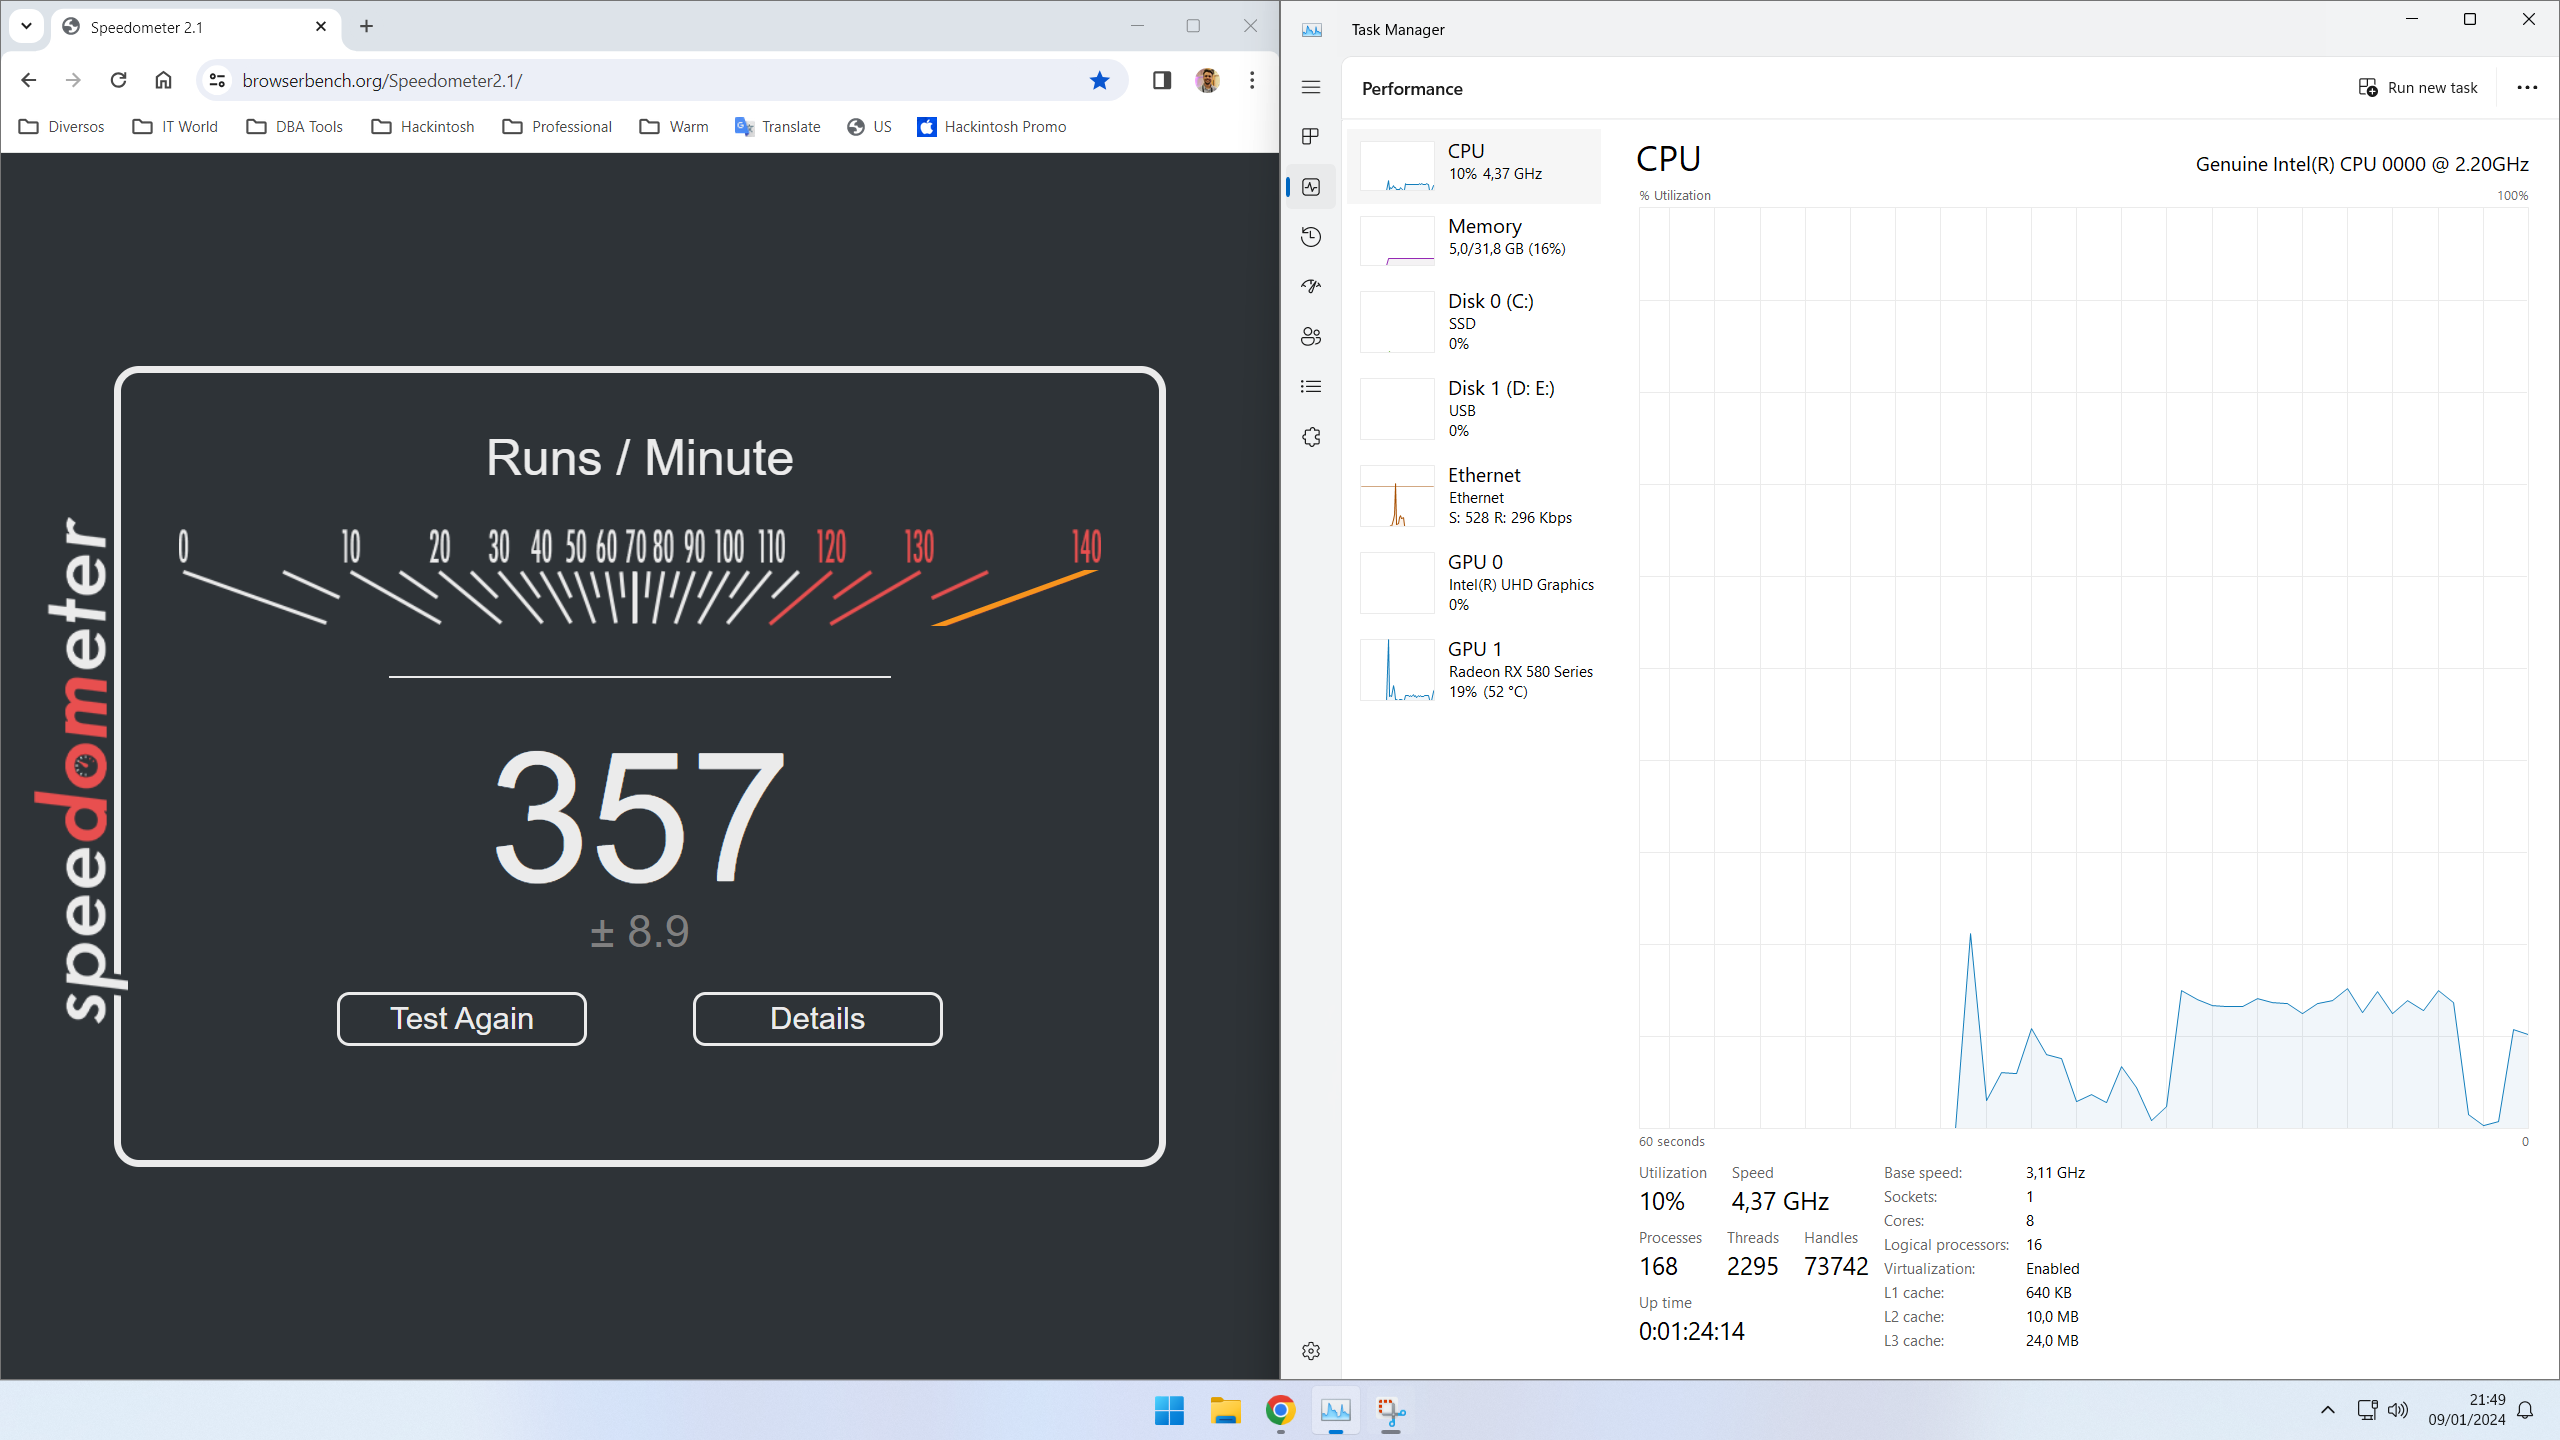 Speedometer 2.1
browserbench.org/Speedometer2.1/
Diversos IT World DBA Tools Hackintosh Professional Warm Translate US Hackintosh Promo
speedometer
Runs / Minute
0 10 20 30 40 50 60 70 80 90 100 110 120 130 140
357
± 8.9
Test Again Details
Task Manager
Performance
Run new task
CPU
10% 4,37 GHz
Memory
5,0/31,8 GB (16%)
Disk 0 (C:)
SSD
0%
Disk 1 (D: E:)
USB
0%
Ethernet
Ethernet
S: 528 R: 296 Kbps
GPU 0
Intel(R) UHD Graphics
0%
GPU 1
Radeon RX 580 Series
19% (52 °C)
CPU
Genuine Intel(R) CPU 0000 @ 2.20GHz
% Utilization 100%
60 seconds 0
Utilization Speed
10% 4,37 GHz
Processes Threads Handles
168 2295 73742
Up time
0:01:24:14
Base speed: 3,11 GHz
Sockets: 1
Cores: 8
Logical processors: 16
Virtualization: Enabled
L1 cache: 640 KB
L2 cache: 10,0 MB
L3 cache: 24,0 MB
21:49
09/01/2024